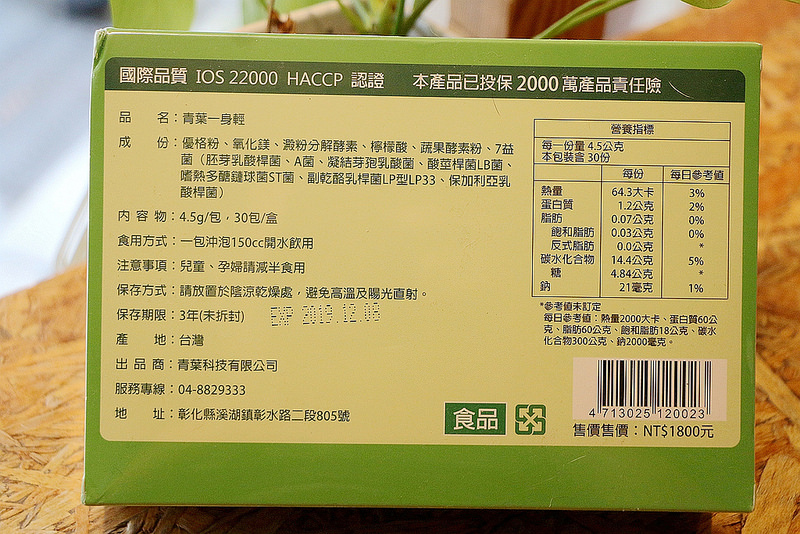 國際品質 IOS 22000 HACCP 認證 本產品已投保 2000 萬產品責任險
品 名：青葉一身輕
成 份：優格粉、氧化鎂、澱粉分解酵素、檸檬酸、蔬果酵素粉、7益
菌（胚芽乳酸桿菌、A菌、凝結芽孢乳酸菌、酸莖桿菌LB菌、
嗜熱多醣鏈球菌ST菌、副乾酪乳桿菌LP型LP33、保加利亞乳
酸桿菌）
內 容 物：4.5g/包，30包/盒
食用方式：一包沖泡150cc開水飲用
注意事項：兒童、孕婦請減半食用
保存方式：請放置於陰涼乾燥處，避免高溫及陽光直射。
保存期限：3年(未拆封) EXP 2019.12.08
產 地：台灣
出 品 商：青葉科技有限公司
服務專線：04-8829333
地 址：彰化縣溪湖鎮彰水路二段805號
營養指標
每一份量 4.5公克
本包裝含 30份
每份 每日參考值
熱量 64.3大卡 3%
蛋白質 1.2公克 2%
脂肪 0.07公克 0%
飽和脂肪 0.03公克 0%
反式脂肪 0.0公克 *
碳水化合物 14.4公克 5%
糖 4.84公克 *
鈉 21毫克 1%
*參考值未訂定
每日參考值：熱量2000大卡、蛋白質60公
克、脂肪60公克、飽和脂肪18公克、碳水
化合物300公克、鈉2000毫克。
4 713025 120023
食品
售價售價：NT$1800元